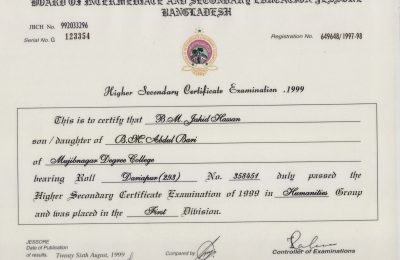 BOARD OF INTERMEDIATE AND SECONDARY EDUCATION JESSORE
BANGLADESH
JBCH No. 992033296
Serial No. G 123354
Registration No. 649648/1997-98
Higher Secondary Certificate Examination .1999
This is to certify that B.M. Jahid Hassan
son / daughter of B.M. Abdul Bari
of Mujibnagar Degree College
bearing Roll Dariapur (293) No. 358451 duly passed the
Higher Secondary Certificate Examination of 1999 in Humanities Group
and was placed in the First Division.
JESSORE
Date of Publication
of results. Twenty Sixth August, 1999
Compared by
Controller of Examinations